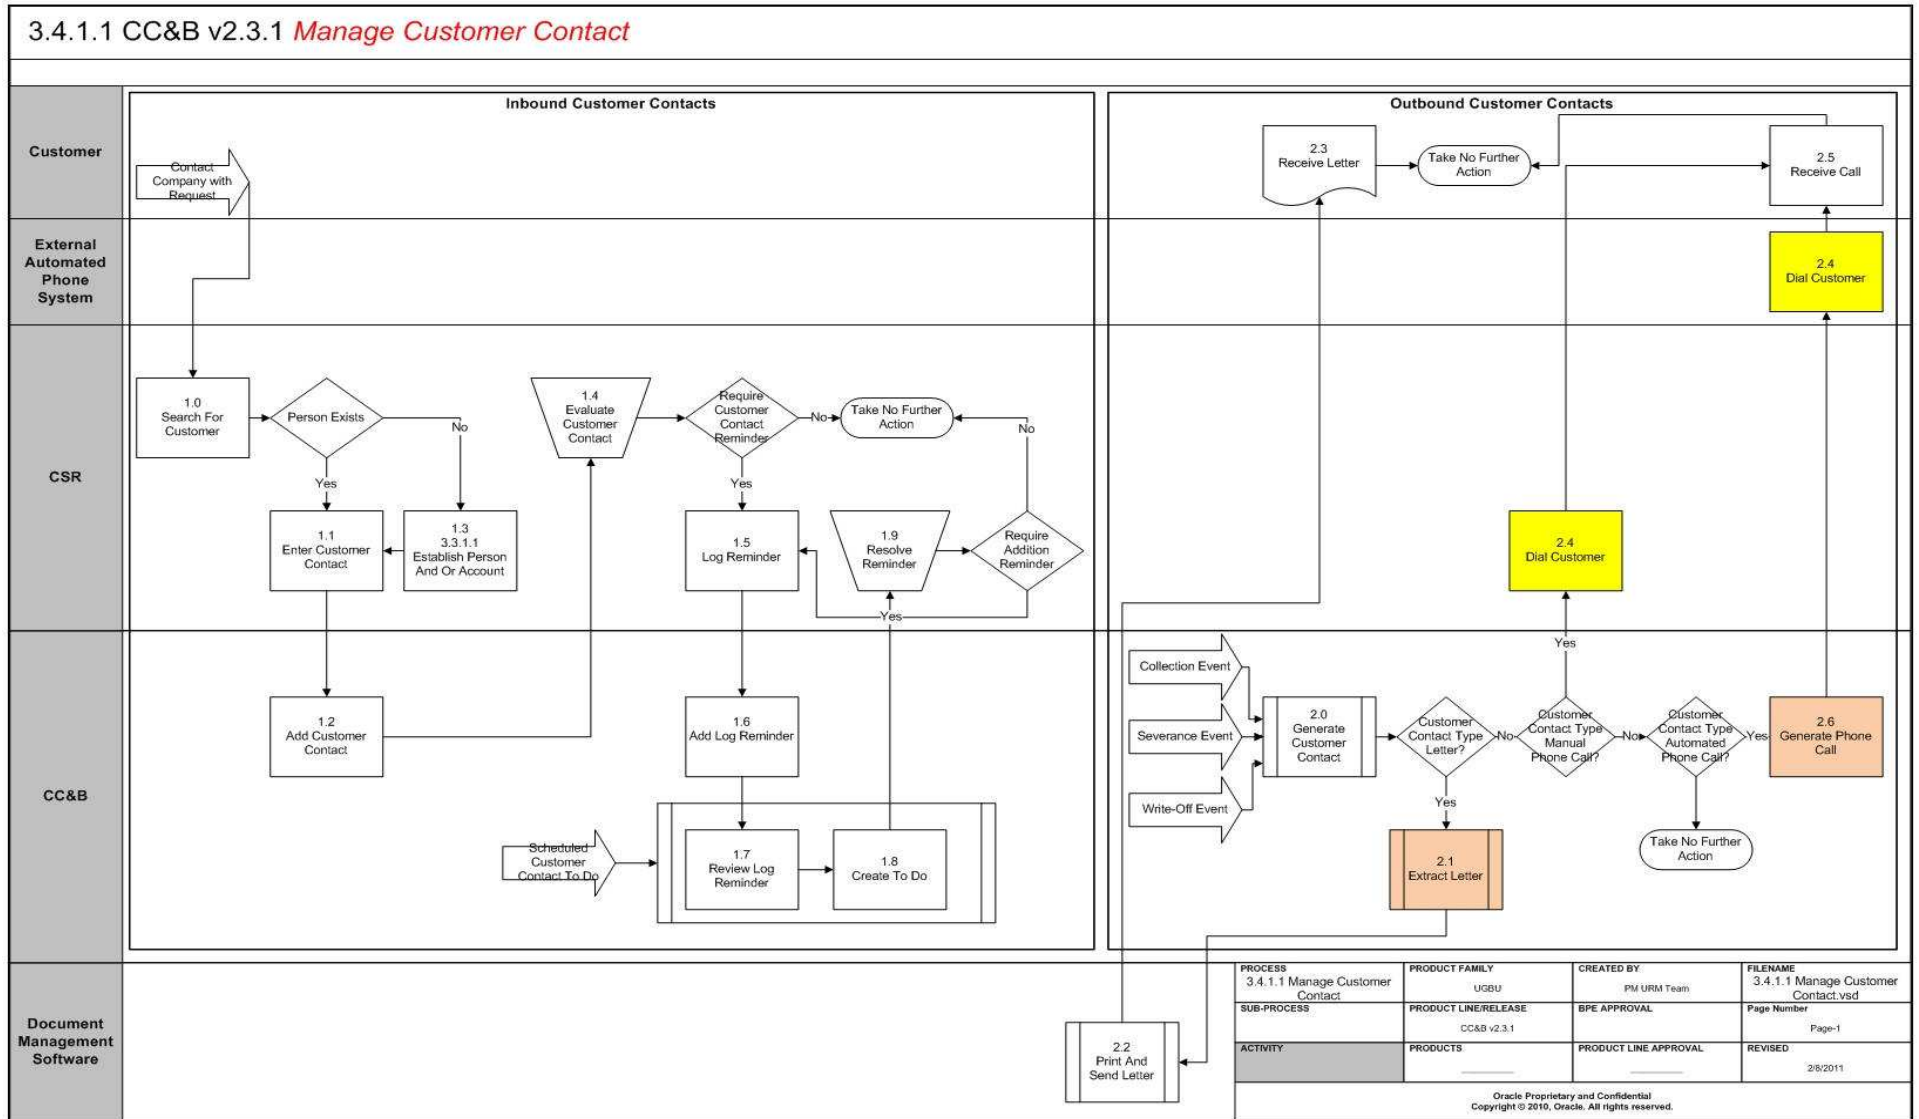 3.4.1.1 CC&B v2.3.1 Manage Customer Contact
Inbound Customer Contacts
Outbound Customer Contacts
Customer
Contact
Company with
Request
2.3
Receive Letter
Take No Further
Action
2.5
Receive Call
External
Automated
Phone
System
2.4
Dial Customer
CSR
1.0
Search For
Customer
Person Exists
No
Yes
1.1
Enter Customer
Contact
1.3
3.3.1.1
Establish Person
And Or Account
1.4
Evaluate
Customer
Contact
Require
Customer
Contact
Reminder
No
Take No Further
Action
No
Yes
1.5
Log Reminder
1.9
Resolve
Reminder
Require
Addition
Reminder
Yes
2.4
Dial Customer
CC&B
1.2
Add Customer
Contact
1.6
Add Log Reminder
Scheduled
Customer
Contact To Do
1.7
Review Log
Reminder
1.8
Create To Do
Collection Event
Severance Event
Write-Off Event
2.0
Generate
Customer
Contact
Customer
Contact Type
Letter?
No
Yes
Customer
Contact Type
Manual
Phone Call?
Yes
No
Customer
Contact Type
Automated
Phone Call?
Yes
2.6
Generate Phone
Call
2.1
Extract Letter
Take No Further
Action
Document
Management
Software
2.2
Print And
Send Letter
PROCESS
3.4.1.1 Manage Customer
Contact
PRODUCT FAMILY
UGBU
CREATED BY
PM URM Team
FILENAME
3.4.1.1 Manage Customer
Contact.vsd
SUB-PROCESS
PRODUCT LINE/RELEASE
CC&B v2.3.1
BPE APPROVAL
Page Number
Page-1
ACTIVITY
PRODUCTS
PRODUCT LINE APPROVAL
REVISED
2/8/2011
Oracle Proprietary and Confidential
Copyright © 2010, Oracle. All rights reserved.